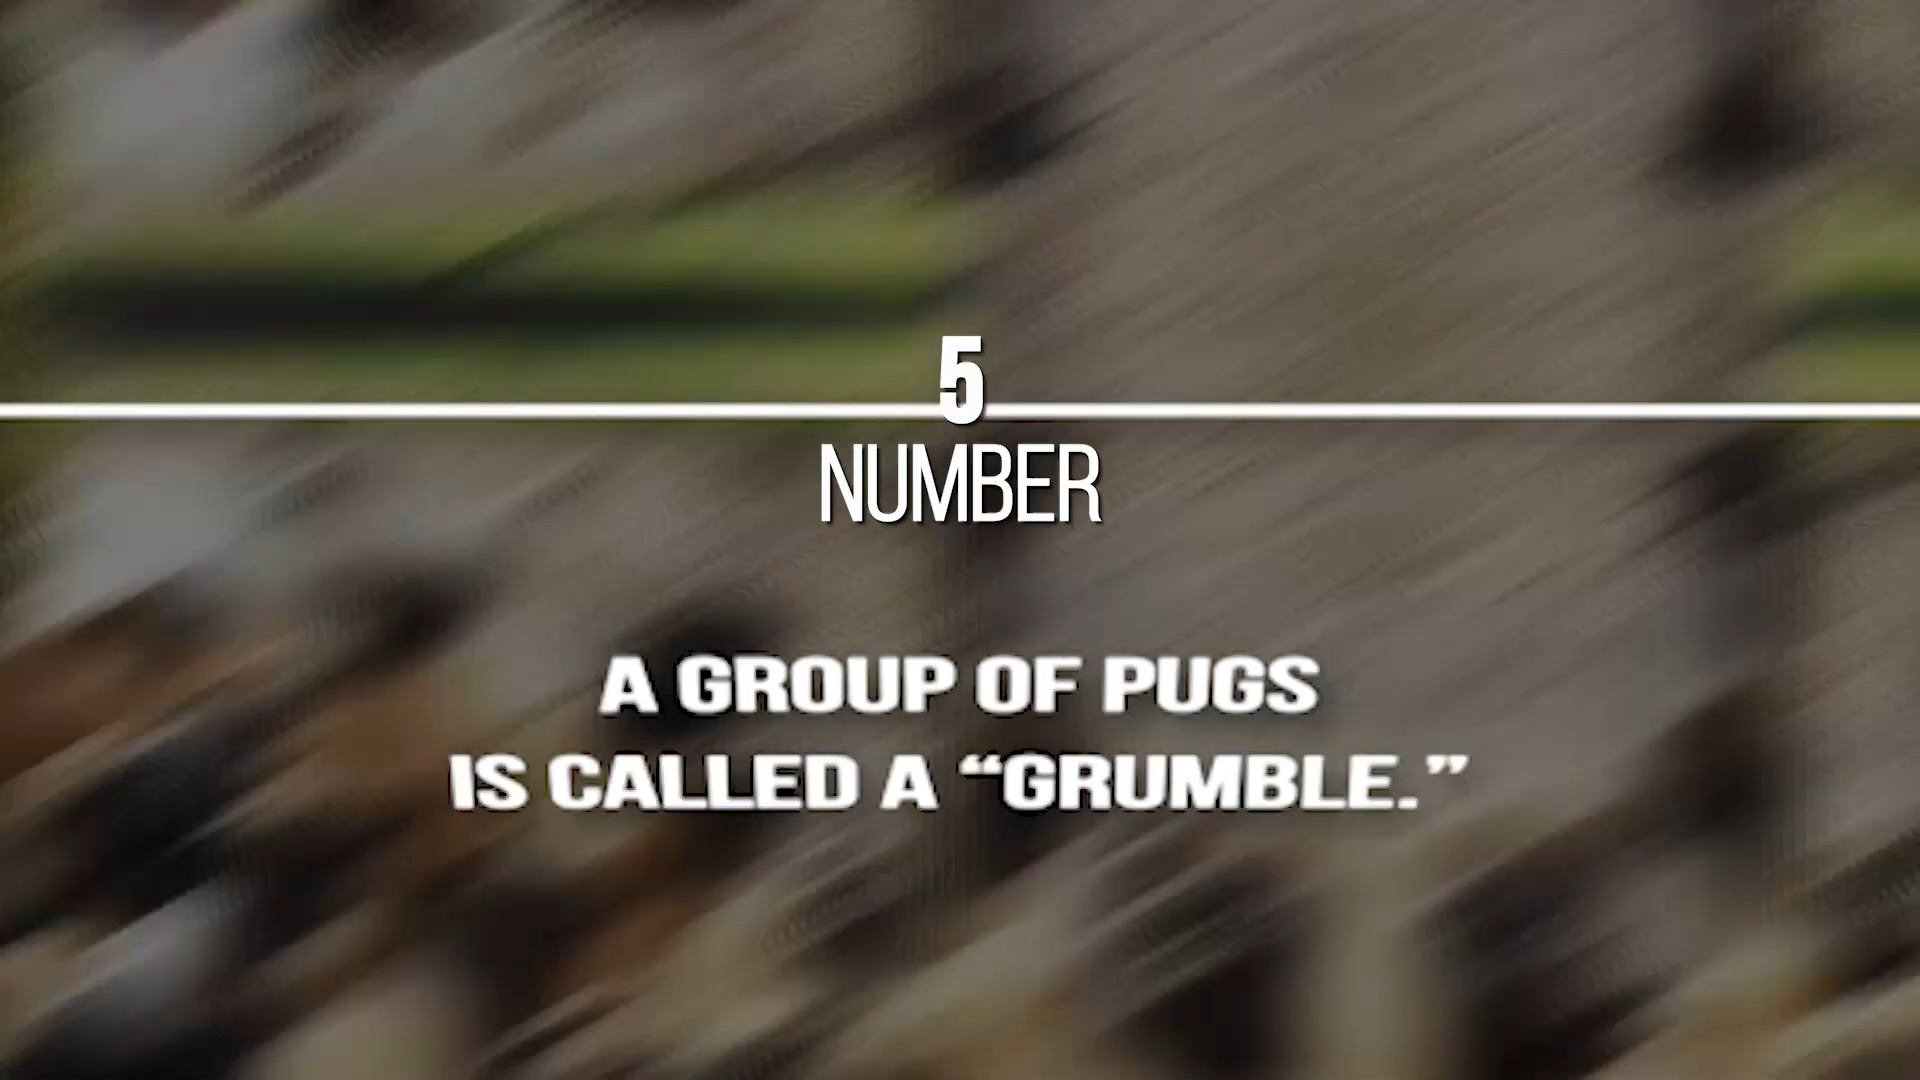 5
NUMBER
A GROUP OF PUGS
IS CALLED A “GRUMBLE.”